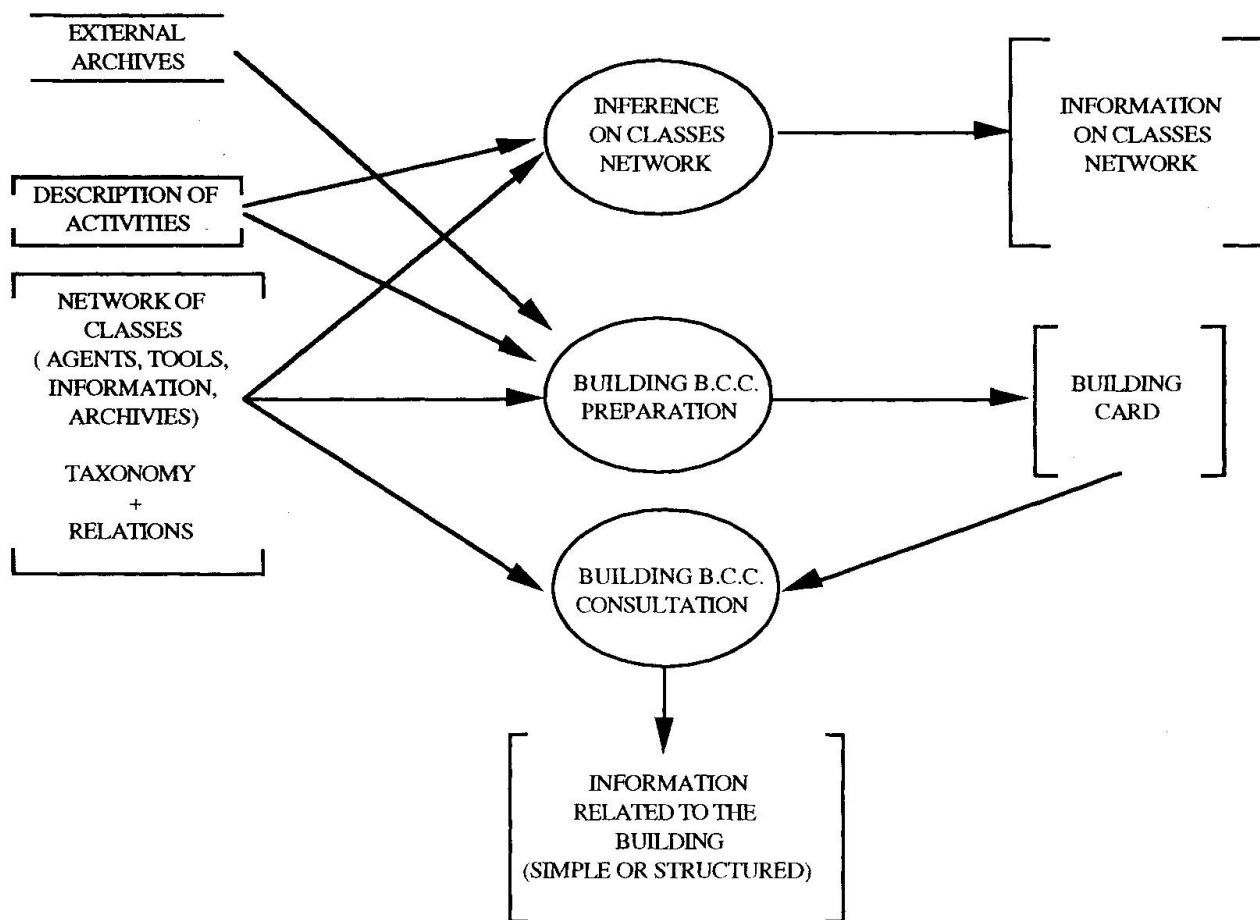 EXTERNAL
ARCHIVES
INFERENCE
ON CLASSES
NETWORK
INFORMATION
ON CLASSES
NETWORK
DESCRIPTION OF
ACTIVITIES
NETWORK OF
CLASSES
( AGENTS, TOOLS,
INFORMATION,
ARCHIVIES)
TAXONOMY
+
RELATIONS
BUILDING B.C.C.
PREPARATION
BUILDING
CARD
BUILDING B.C.C.
CONSULTATION
INFORMATION
RELATED TO THE
BUILDING
(SIMPLE OR STRUCTURED)